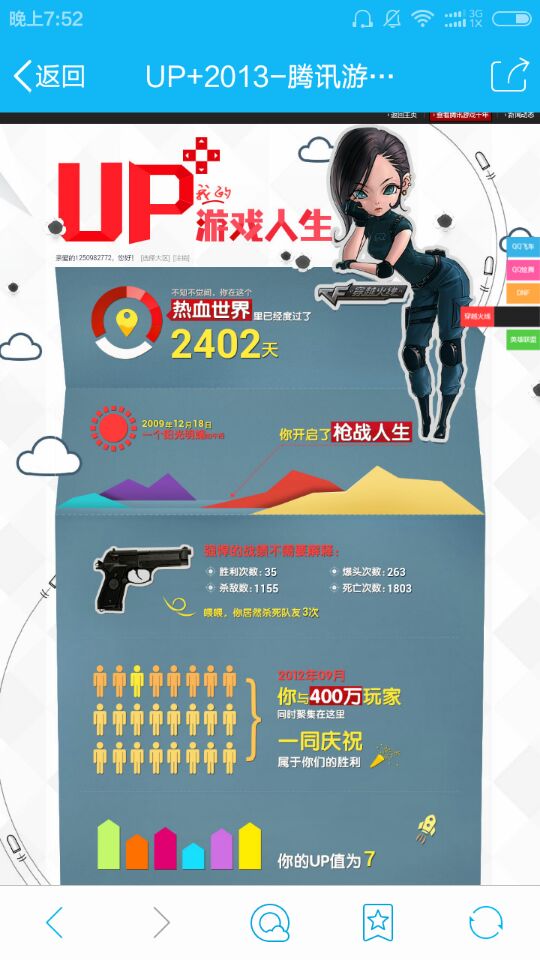 晚上7:52
3G
1X
返回
UP+2013-腾讯游…
返回主页
查看腾讯游戏十年
新闻动态
UP
我的
游戏人生
亲爱的1250982772，您好！ [选择大区] [注销]
QQ飞车
QQ炫舞
DNF
穿越火线
英雄联盟
不知不觉间，你在这个
热血世界里已经度过了
2402天
穿越火线
2009年12月18日
一个阳光明媚的午后
你开启了枪战人生
强悍的战绩不需要解释：
胜利次数：35
爆头次数：263
杀敌数：1155
死亡次数：1803
喂喂，你居然杀死队友3次
2012年09月
你与400万玩家
同时聚集在这里
一同庆祝
属于你们的胜利
你的UP值为7